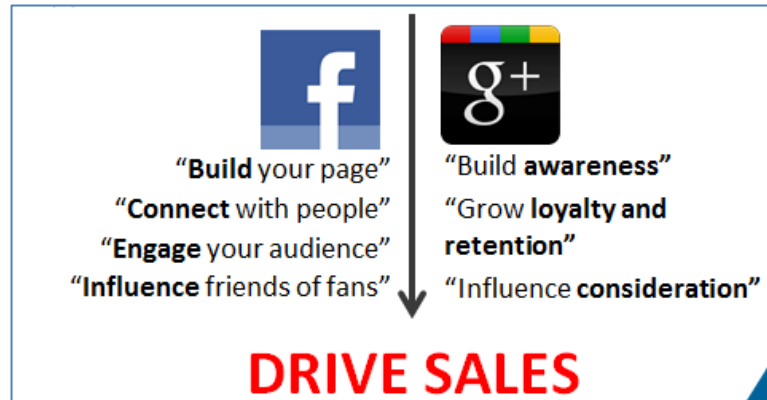 f
g+
“Build your page”
“Connect with people”
“Engage your audience”
“Influence friends of fans”
“Build awareness”
“Grow loyalty and
retention”
“Influence consideration”
DRIVE SALES